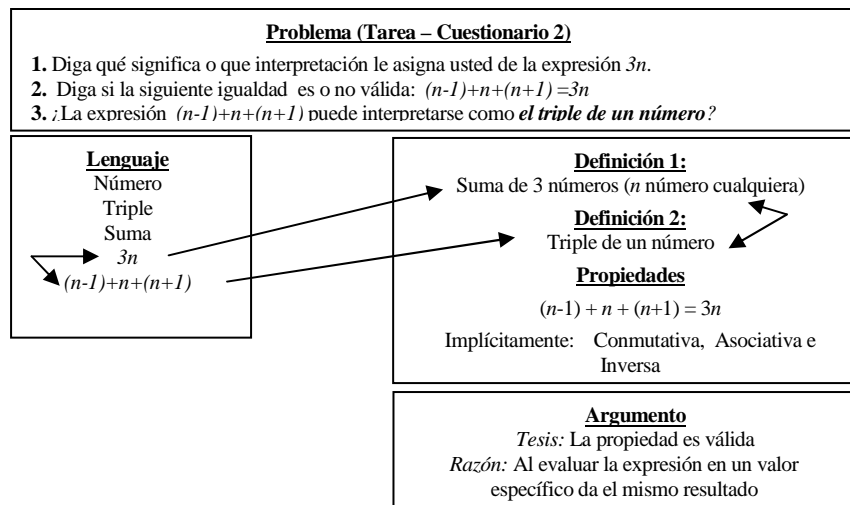 Problema (Tarea – Cuestionario 2)
1. Diga qué significa o que interpretación le asigna usted de la expresión 3n.
2. Diga si la siguiente igualdad es o no válida: (n-1)+n+(n+1) =3n
3. ¿La expresión (n-1)+n+(n+1) puede interpretarse como el triple de un número?
Lenguaje
Número
Triple
Suma
3n
(n-1)+n+(n+1)
Definición 1:
Suma de 3 números (n número cualquiera)
Definición 2:
Triple de un número
Propiedades
(n-1) + n + (n+1) = 3n
Implícitamente: Conmutativa, Asociativa e
Inversa
Argumento
Tesis: La propiedad es válida
Razón: Al evaluar la expresión en un valor
específico da el mismo resultado